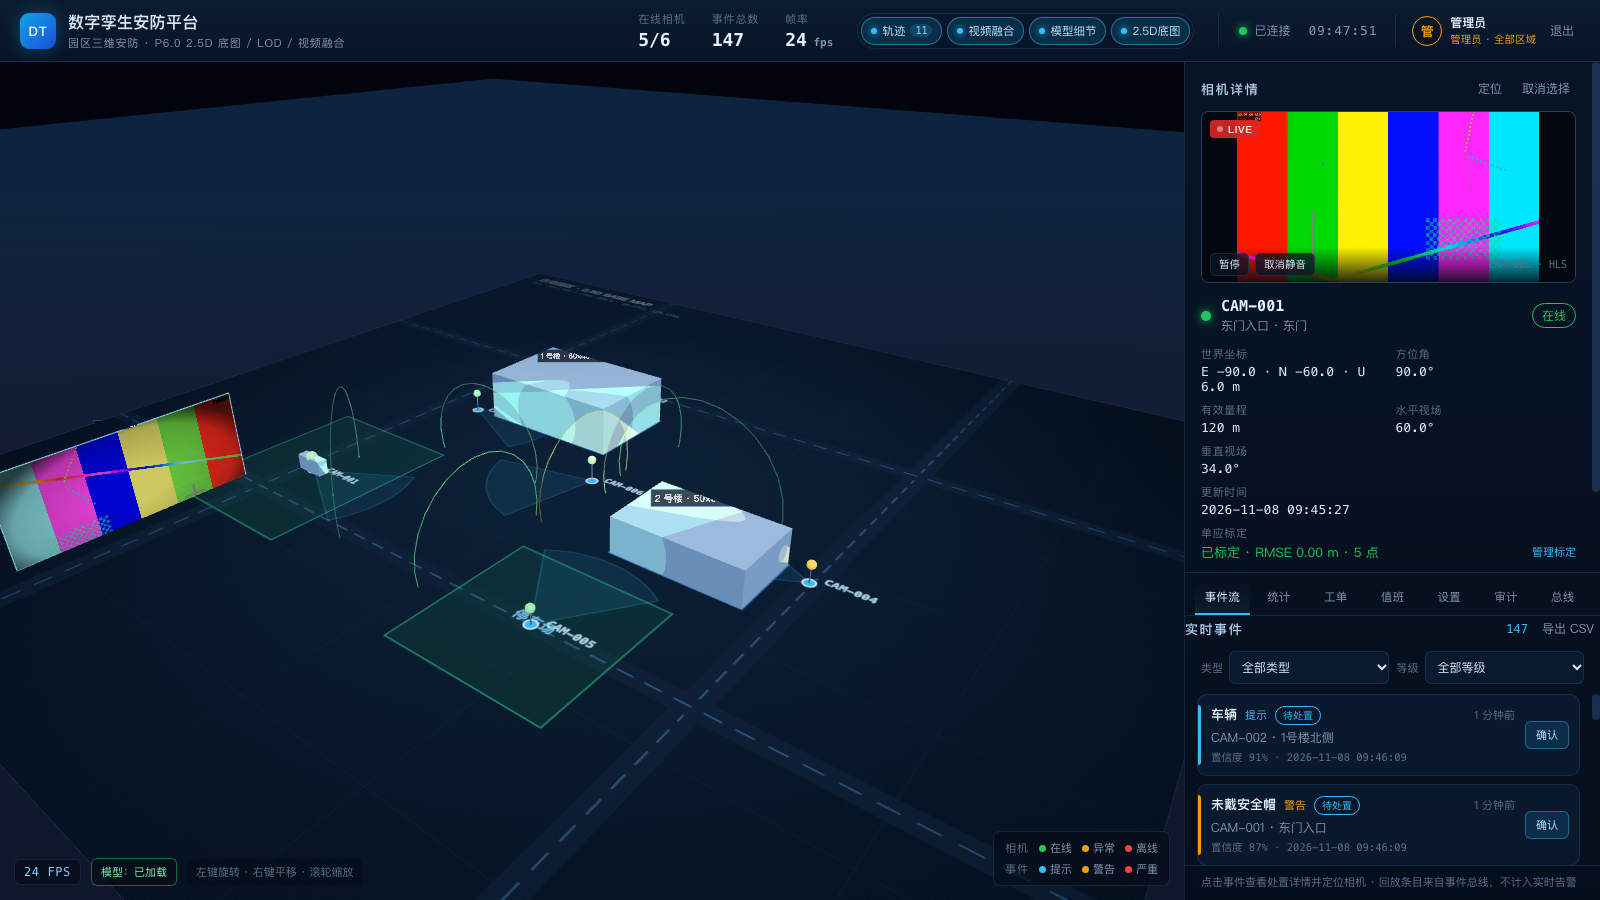 DT
数字孪生安防平台
园区三维安防 · P6.0 2.5D 底图 / LOD / 视频融合
在线相机
5/6
事件总数
147
帧率
24 fps
轨迹 11
视频融合
模型细节
2.5D底图
已连接
09:47:51
管
管理员
管理员 · 全部区域
退出
1号楼 · 60x40
2 号楼 · 50x
CAM-001
CAM-006
CAM-004
CAM-005
停车场
24 FPS
模型：已加载
左键旋转 · 右键平移 · 滚轮缩放
相机 在线 异常 离线
事件 提示 警告 严重
相机详情
定位
取消选择
LIVE
暂停
取消静音
HLS
CAM-001
东门入口 · 东门
在线
世界坐标
E -90.0 · N -60.0 · U 6.0 m
方位角
90.0°
有效量程
120 m
水平视场
60.0°
垂直视场
34.0°
更新时间
2026-11-08 09:45:27
单应标定
已标定 · RMSE 0.00 m · 5 点
管理标定
事件流
统计
工单
值班
设置
审计
总线
实时事件
147
导出 CSV
类型
全部类型
等级
全部等级
车辆 提示 待处置
1 分钟前
CAM-002 · 1号楼北侧
置信度 91% · 2026-11-08 09:46:09
确认
未戴安全帽 警告 待处置
1 分钟前
CAM-001 · 东门入口
置信度 87% · 2026-11-08 09:46:09
确认
点击事件查看处置详情并定位相机 · 回放条目来自事件总线，不计入实时告警